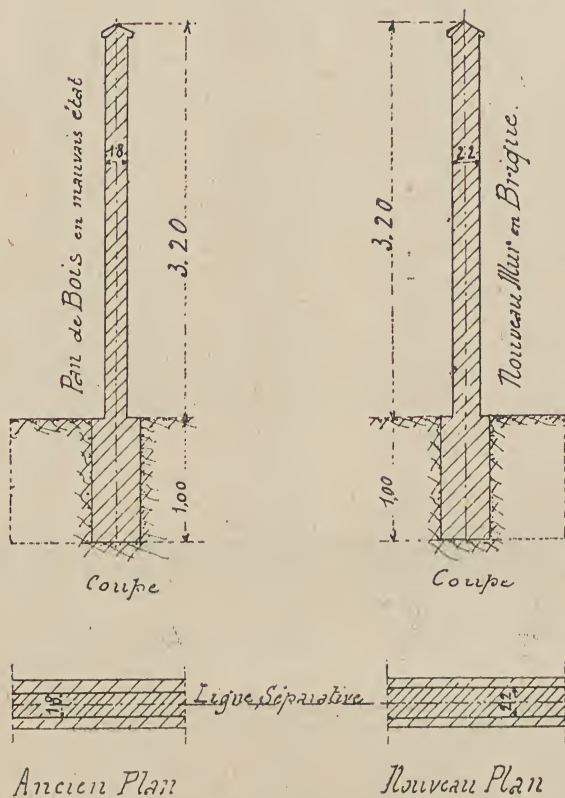 Pan de Bois en mauvais état
18
3.20
1,00
Coupe
22
3.20
Nouveau Mur en Brique.
1,00
Coupe
18
Ligne Séparative
22
Ancien Plan
Nouveau Plan